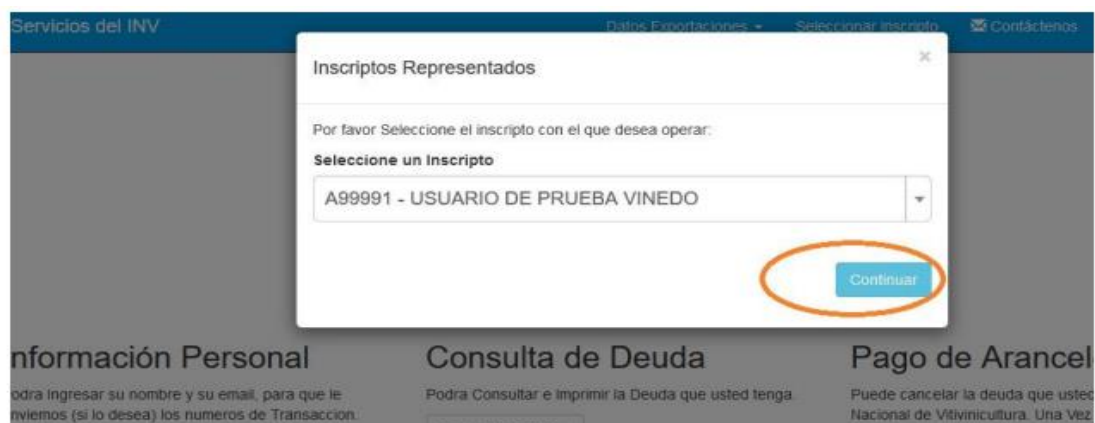 Servicios del INV
Datos Exportaciones
Seleccionar inscripto
Contáctenos
Inscriptos Representados
×
Por favor Seleccione el inscripto con el que desea operar:
Seleccione un Inscripto
A99991 - USUARIO DE PRUEBA VINEDO
Continuar
nformación Personal
odra Ingresar su nombre y su email, para que le
nviemos (si lo desea) los numeros de Transaccion.
Consulta de Deuda
Podra Consultar e Imprimir la Deuda que usted tenga.
Pago de Arancel
Puede cancelar la deuda que usted
Nacional de Vitivinicultura. Una Vez